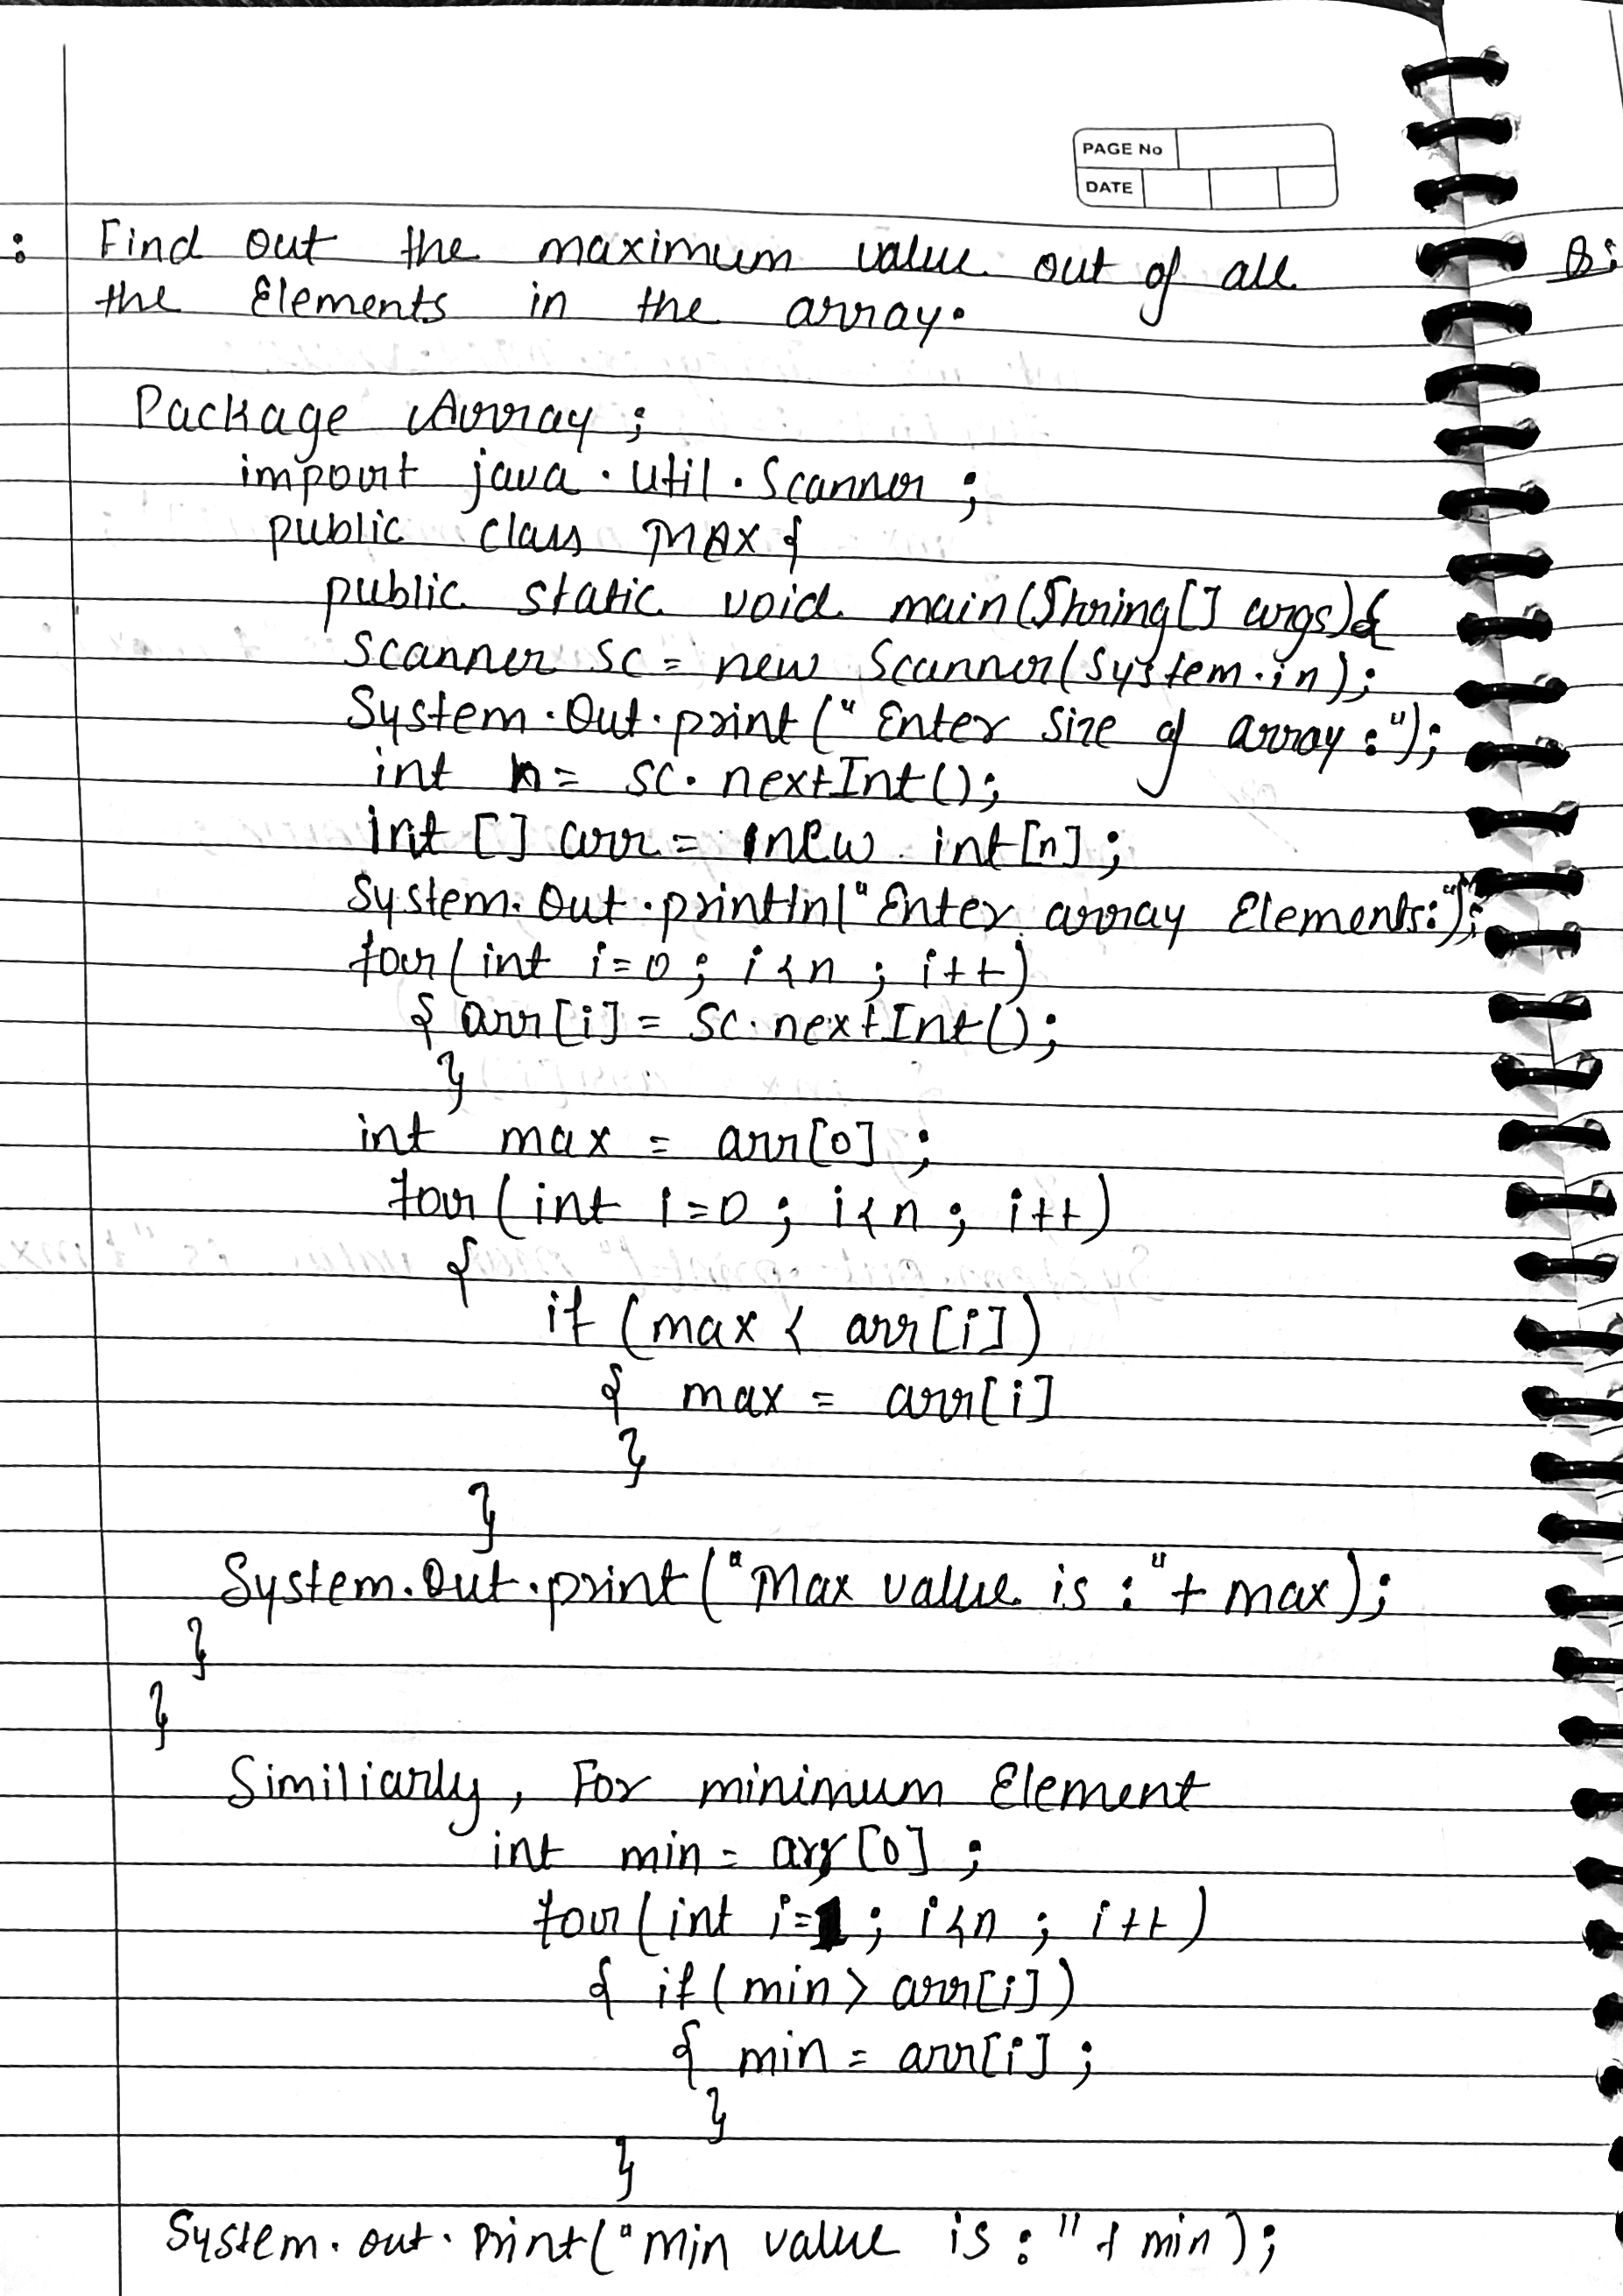 PAGE No
DATE
: Find out the maximum value out of all
the Elements in the array.
Q:
Package Array ;
import java.util.Scanner ;
public class MAX {
public static void main(String[] args){
Scanner sc = new Scanner(System.in);
System.Out.print("Enter size of array :");
int n = sc.nextInt();
int [] arr = new int[n] ;
System.Out.println("Enter array Elements:");
for(int i=0 ; i<n ; i++)
{ arr[i] = sc.nextInt();
}
int max = arr[0] ;
for(int i=0 ; i<n ; i++)
{
if (max < arr[i])
{ max = arr[i]
}
}
System.Out.print("Max value is :"+ max);
}
}
Similiarly, For minimum Element
int min = arr[0] ;
for(int i=1; i<n ; i++)
{ if(min > arr[i])
{ min = arr[i] ;
}
}
System.out.Print("min value is : "+ min);